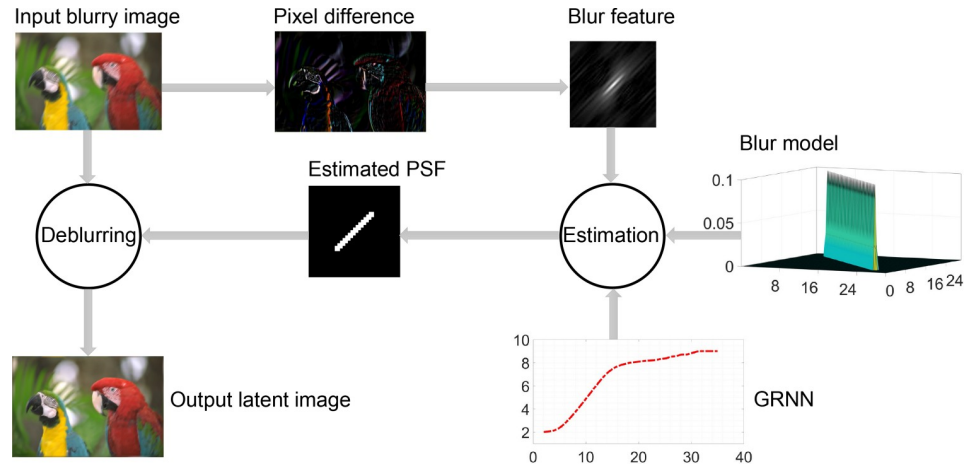 Input blurry image
Pixel difference
Blur feature
Blur model
Estimated PSF
Deblurring
Estimation
0.1
0.05
0
8
16
24
0
8
16
24
Output latent image
GRNN
10
8
6
4
2
0
10
20
30
40